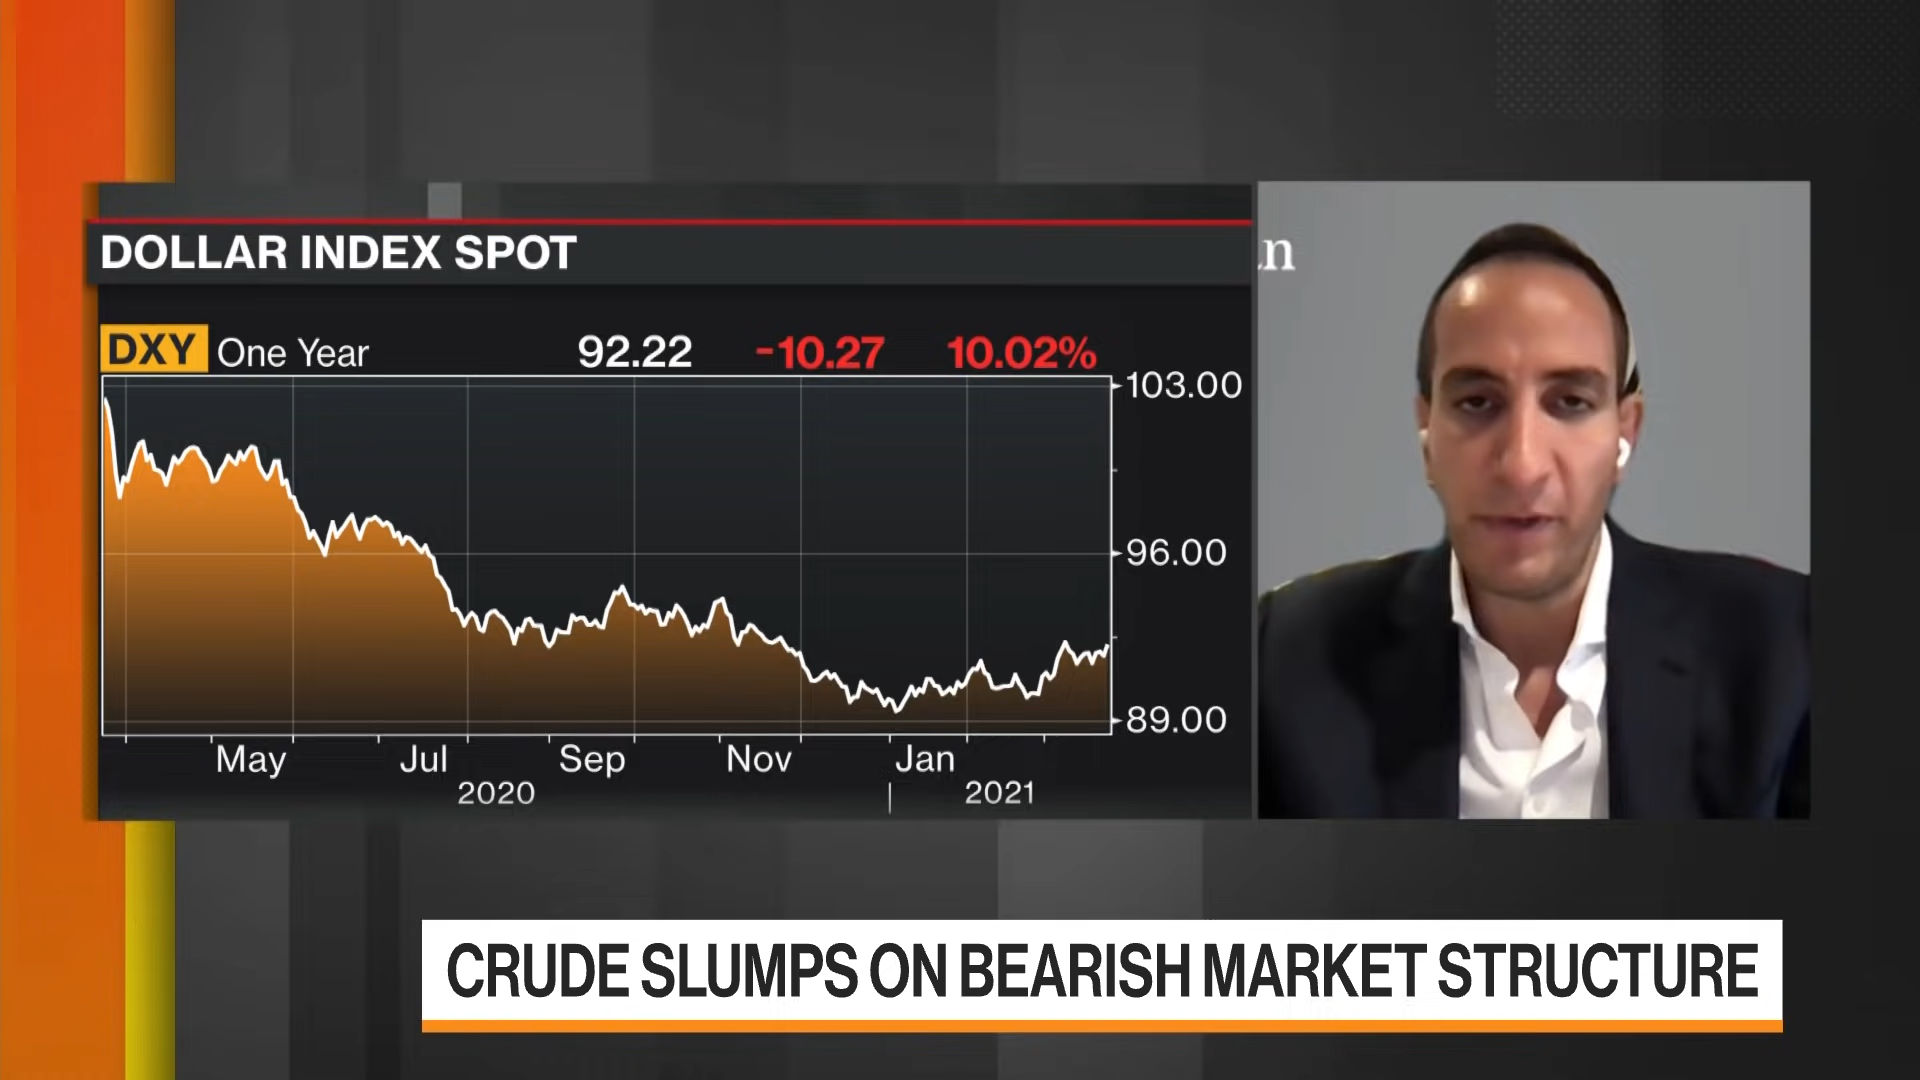 DOLLAR INDEX SPOT
DXY One Year 92.22 -10.27 10.02%
103.00
96.00
89.00
May Jul Sep Nov Jan
2020 2021
n
CRUDE SLUMPS ON BEARISH MARKET STRUCTURE